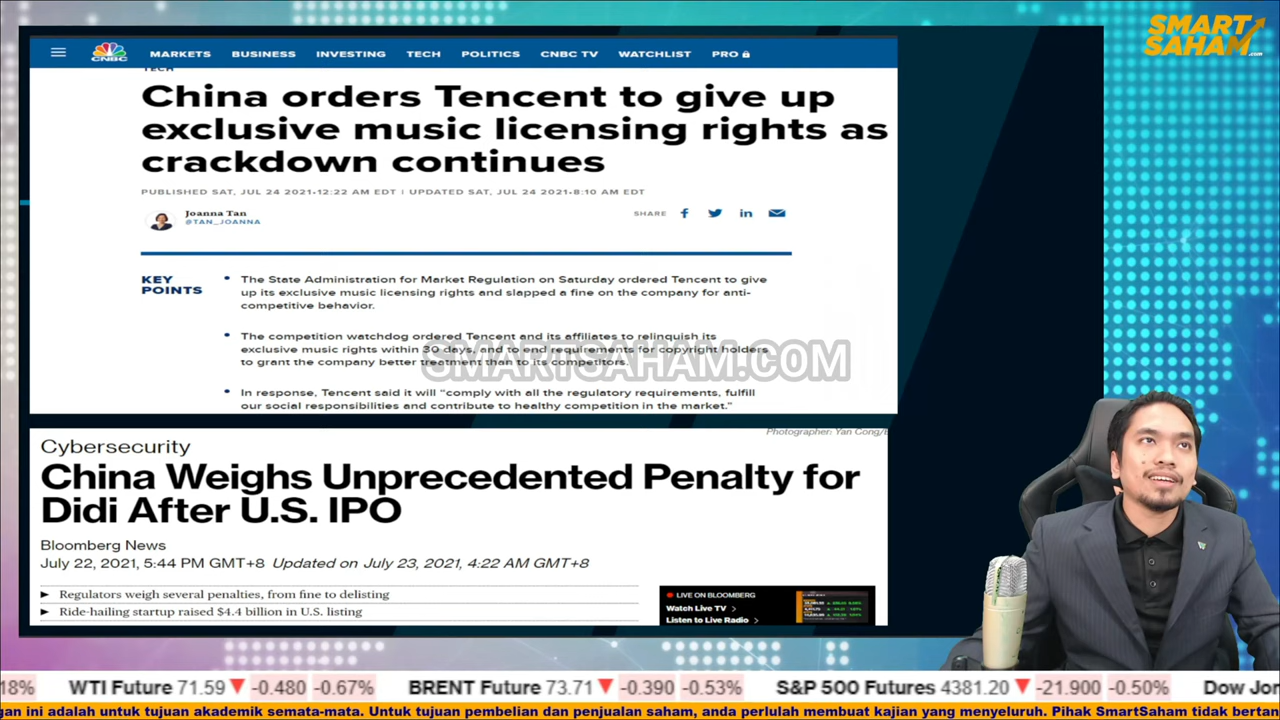 SMART
SAHAM
.com
MARKETS BUSINESS INVESTING TECH POLITICS CNBC TV WATCHLIST PRO
CNBC
TECH
China orders Tencent to give up
exclusive music licensing rights as
crackdown continues
PUBLISHED SAT, JUL 24 2021•12:22 AM EDT | UPDATED SAT, JUL 24 2021•8:10 AM EDT
Joanna Tan
@TAN_JOANNA
SHARE
KEY
POINTS
• The State Administration for Market Regulation on Saturday ordered Tencent to give
up its exclusive music licensing rights and slapped a fine on the company for anti-
competitive behavior.
• The competition watchdog ordered Tencent and its affiliates to relinquish its
exclusive music rights within 30 days, and to end requirements for copyright holders
to grant the company better treatment than to its competitors.
SMARTSAHAM.COM
• In response, Tencent said it will “comply with all the regulatory requirements, fulfill
our social responsibilities and contribute to healthy competition in the market.”
Photographer: Yan Cong/
Cybersecurity
China Weighs Unprecedented Penalty for
Didi After U.S. IPO
Bloomberg News
July 22, 2021, 5:44 PM GMT+8 Updated on July 23, 2021, 4:22 AM GMT+8
► Regulators weigh several penalties, from fine to delisting
► Ride-hailing startup raised $4.4 billion in U.S. listing
LIVE ON BLOOMBERG
Watch Live TV >
Listen to Live Radio >
18% WTI Future 71.59 ▼ -0.480 -0.67% BRENT Future 73.71 ▼ -0.390 -0.53% S&P 500 Futures 4381.20 ▼ -21.900 -0.50% Dow Jon
gan ini adalah untuk tujuan akademik semata-mata. Untuk tujuan pembelian dan penjualan saham, anda perlulah membuat kajian yang menyeluruh. Pihak SmartSaham tidak bertan